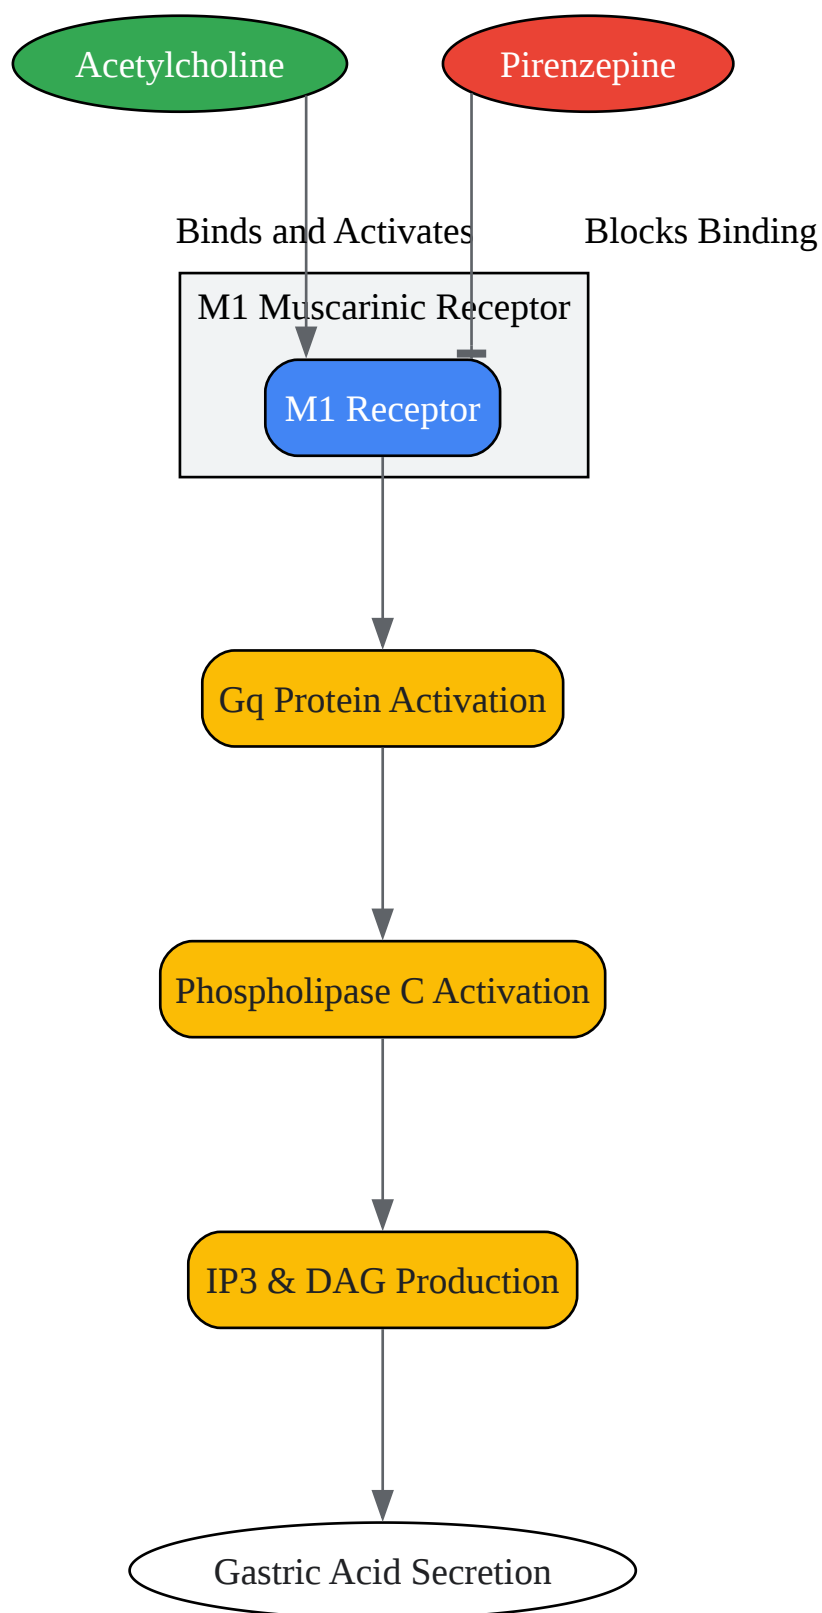 Acetylcholine
Pirenzepine
Binds and Activates
Blocks Binding
M1 Muscarinic Receptor
M1 Receptor
Gq Protein Activation
Phospholipase C Activation
IP3 & DAG Production
Gastric Acid Secretion